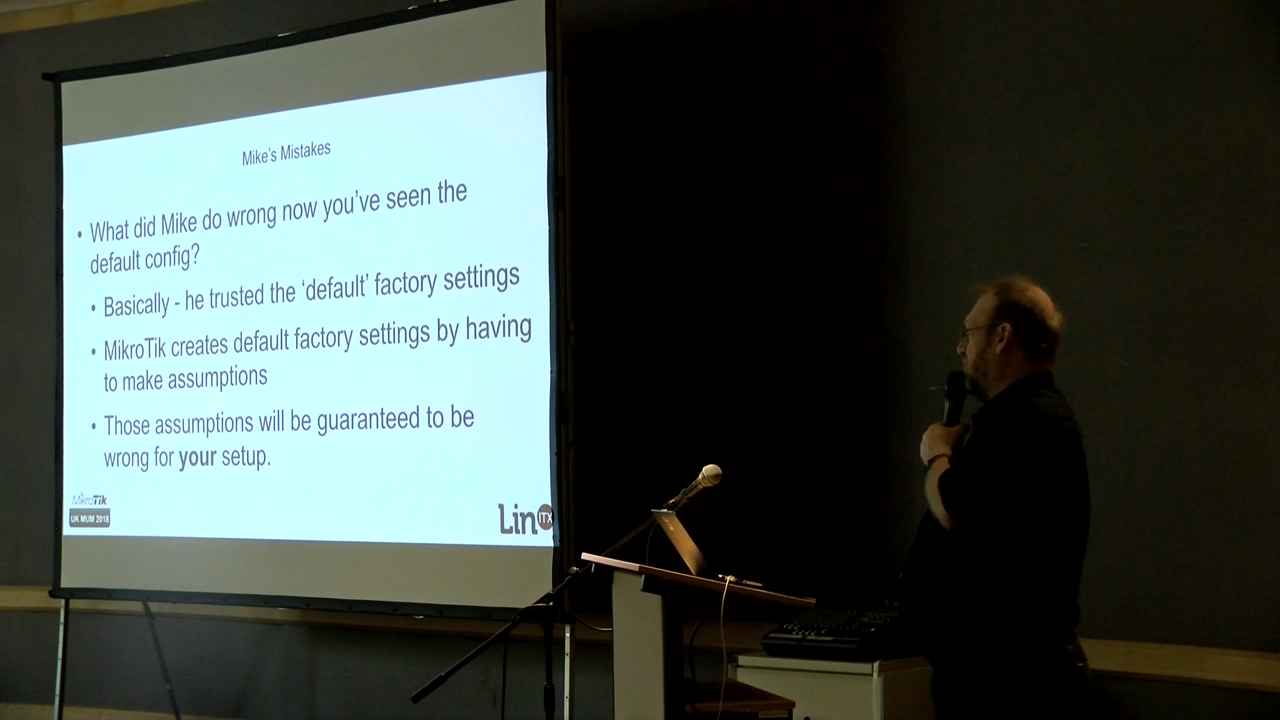 Mike's Mistakes
• What did Mike do wrong now you've seen the
default config?
• Basically - he trusted the 'default' factory settings
• MikroTik creates default factory settings by having
to make assumptions
• Those assumptions will be guaranteed to be
wrong for your setup.
MikroTik
UK MUM 2018
Lin ITX